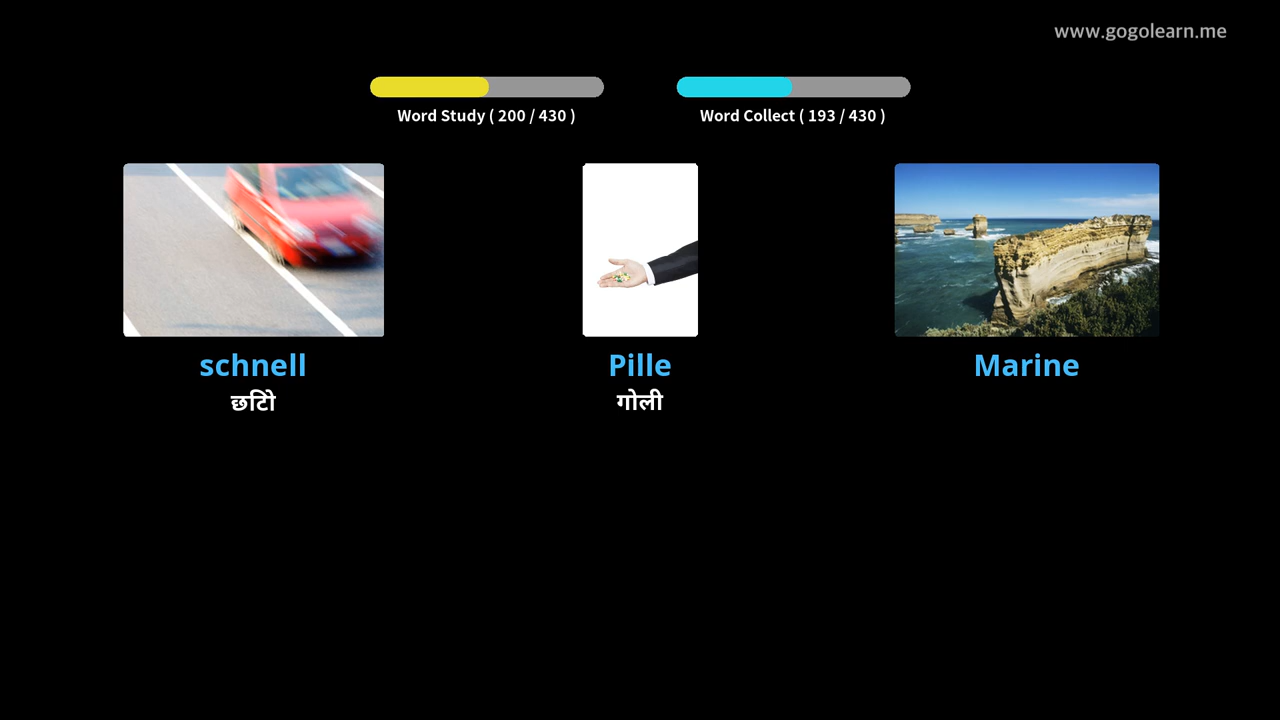 www.gogolearn.me
Word Study ( 200 / 430 )
Word Collect ( 193 / 430 )
schnell
Pille
Marine
छिटो
गोली